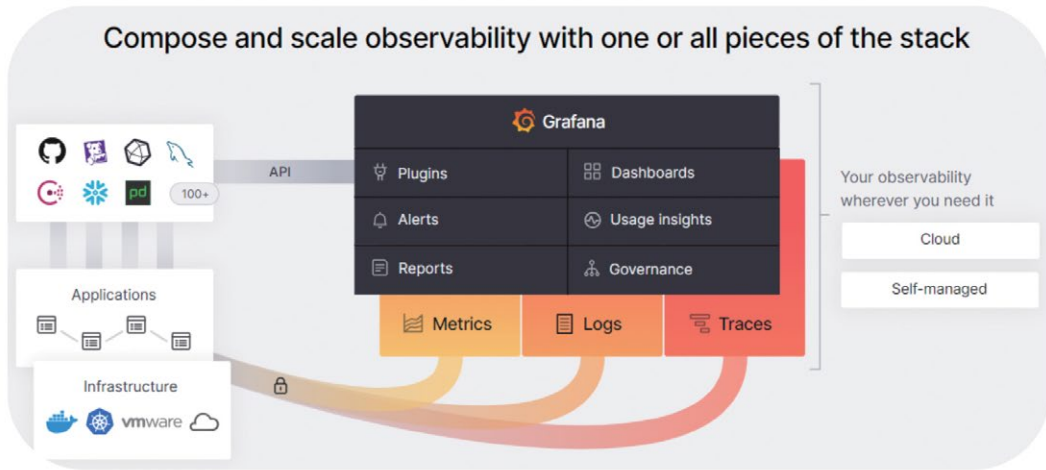 Compose and scale observability with one or all pieces of the stack
Grafana
pd
100+
API
Plugins
Dashboards
Alerts
Usage insights
Reports
Governance
Your observability
wherever you need it
Cloud
Self-managed
Applications
Metrics
Logs
Traces
Infrastructure
vmware